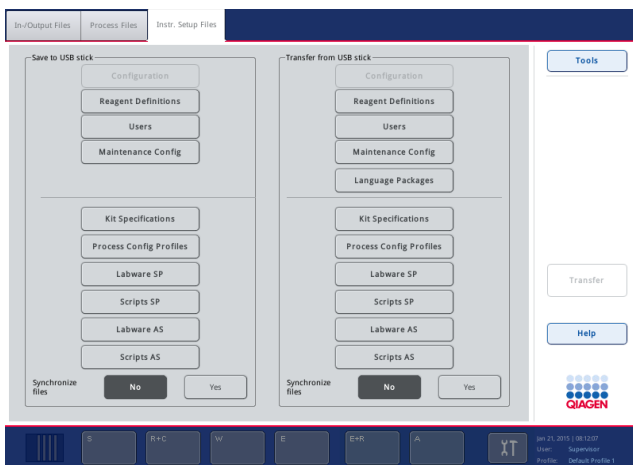 In-/Output Files
Process Files
Instr. Setup Files
Save to USB stick
Configuration
Reagent Definitions
Users
Maintenance Config
Kit Specifications
Process Config Profiles
Labware SP
Scripts SP
Labware AS
Scripts AS
Synchronize
files
No
Yes
Transfer from USB stick
Configuration
Reagent Definitions
Users
Maintenance Config
Language Packages
Kit Specifications
Process Config Profiles
Labware SP
Scripts SP
Labware AS
Scripts AS
Synchronize
files
No
Yes
Tools
Transfer
Help
QIAGEN
S
R+C
W
E
E+R
A
Jan 21, 2015 | 08:12:07
User: Supervisor
Profile: Default Profile 1